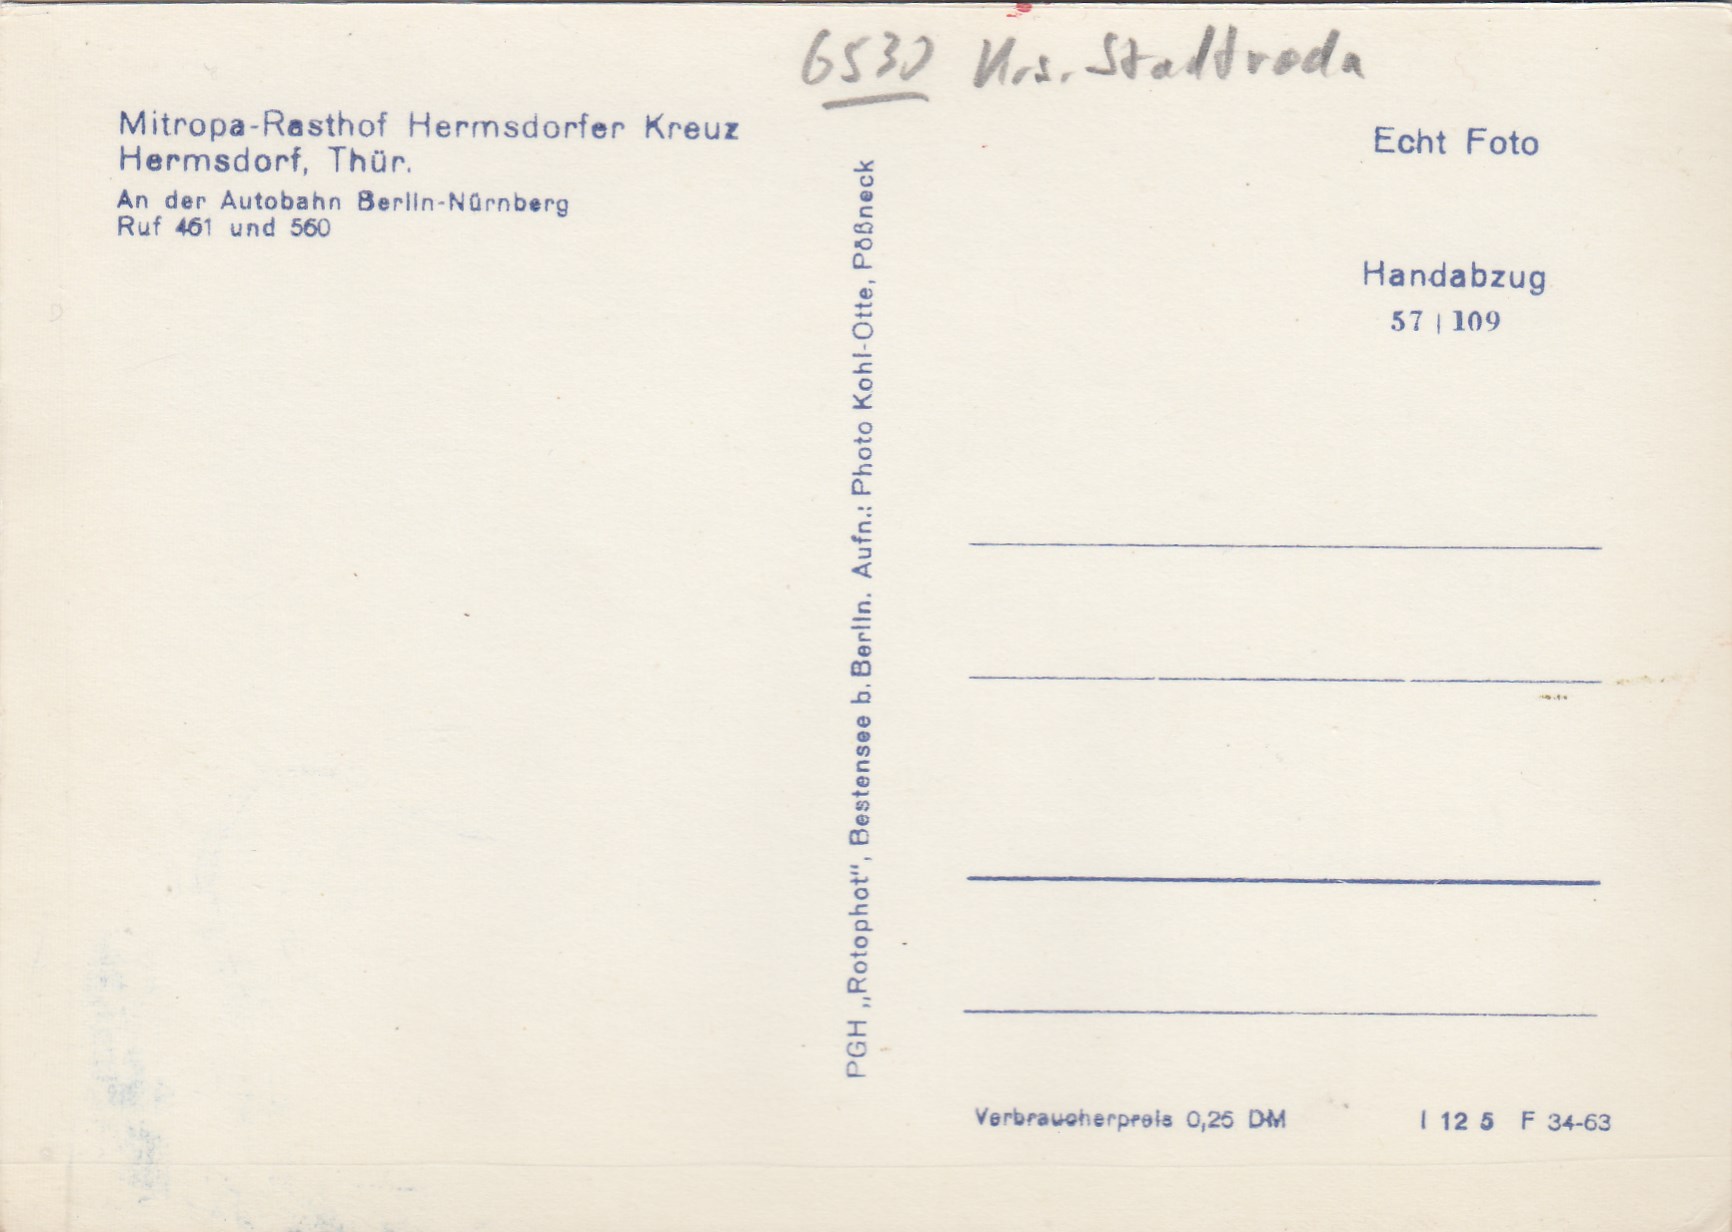 6530 Krs. Stadtroda
Mitropa-Rasthof Hermsdorfer Kreuz
Hermsdorf, Thür.
An der Autobahn Berlin-Nürnberg
Ruf 461 und 560
PGH „Rotophot“, Bestensee b. Berlin. Aufn.: Photo Kohl-Otte, Pößneck
Echt Foto
Handabzug
57 | 109
Verbraucherpreis 0,25 DM
I 12 5 F 34-63